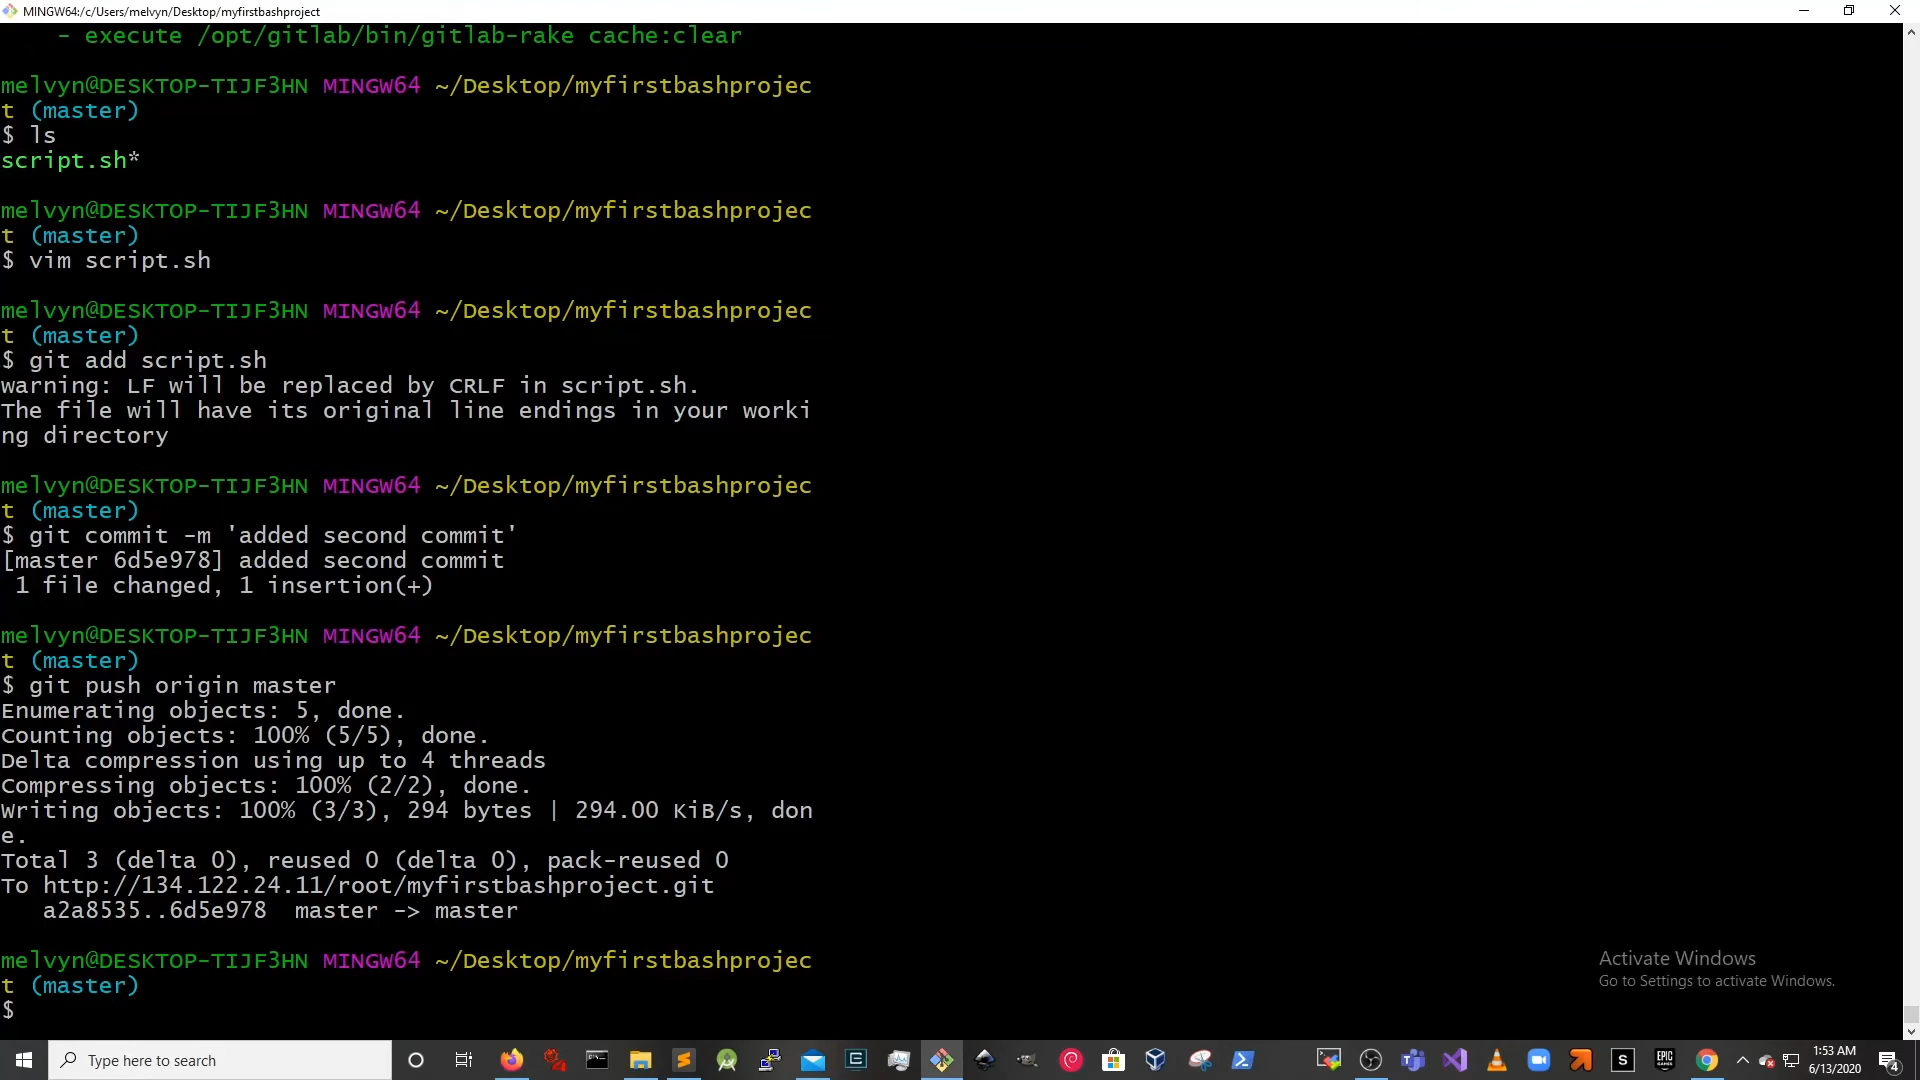 MINGW64:/c/Users/melvyn/Desktop/myfirstbashproject
- execute /opt/gitlab/bin/gitlab-rake cache:clear
melvyn@DESKTOP-TIJF3HN MINGW64 ~/Desktop/myfirstbashprojec
t (master)
$ ls
script.sh*
melvyn@DESKTOP-TIJF3HN MINGW64 ~/Desktop/myfirstbashprojec
t (master)
$ vim script.sh
melvyn@DESKTOP-TIJF3HN MINGW64 ~/Desktop/myfirstbashprojec
t (master)
$ git add script.sh
warning: LF will be replaced by CRLF in script.sh.
The file will have its original line endings in your worki
ng directory
melvyn@DESKTOP-TIJF3HN MINGW64 ~/Desktop/myfirstbashprojec
t (master)
$ git commit -m 'added second commit'
[master 6d5e978] added second commit
1 file changed, 1 insertion(+)
melvyn@DESKTOP-TIJF3HN MINGW64 ~/Desktop/myfirstbashprojec
t (master)
$ git push origin master
Enumerating objects: 5, done.
Counting objects: 100% (5/5), done.
Delta compression using up to 4 threads
Compressing objects: 100% (2/2), done.
Writing objects: 100% (3/3), 294 bytes | 294.00 KiB/s, don
e.
Total 3 (delta 0), reused 0 (delta 0), pack-reused 0
To http://134.122.24.11/root/myfirstbashproject.git
a2a8535..6d5e978  master -> master
melvyn@DESKTOP-TIJF3HN MINGW64 ~/Desktop/myfirstbashprojec
t (master)
$
Activate Windows
Go to Settings to activate Windows.
Type here to search
S
EPIC
GAMES
1:53 AM
6/13/2020
4